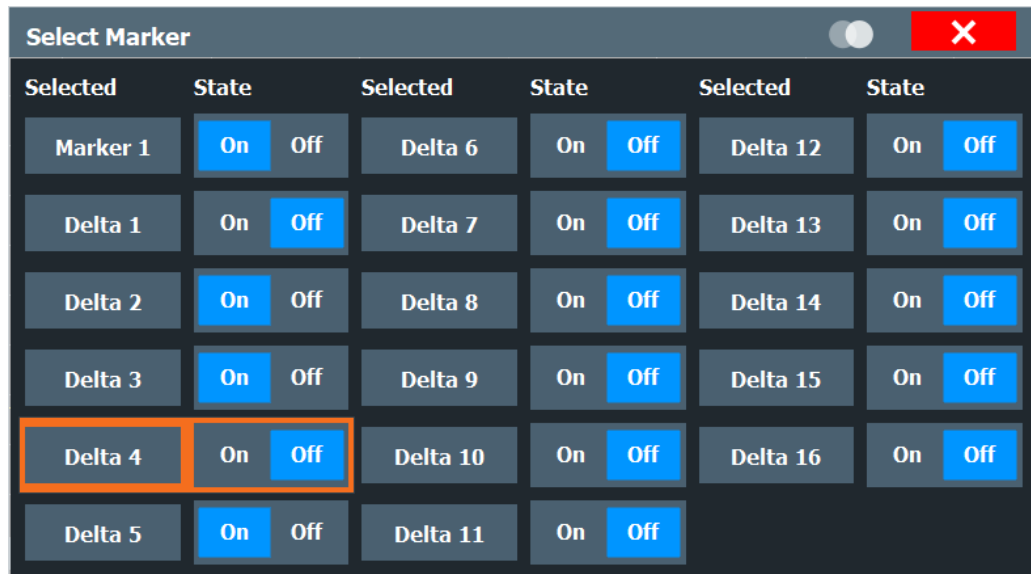 Select Marker
Selected State Selected State Selected State
Marker 1 On Off Delta 6 On Off Delta 12 On Off
Delta 1 On Off Delta 7 On Off Delta 13 On Off
Delta 2 On Off Delta 8 On Off Delta 14 On Off
Delta 3 On Off Delta 9 On Off Delta 15 On Off
Delta 4 On Off Delta 10 On Off Delta 16 On Off
Delta 5 On Off Delta 11 On Off